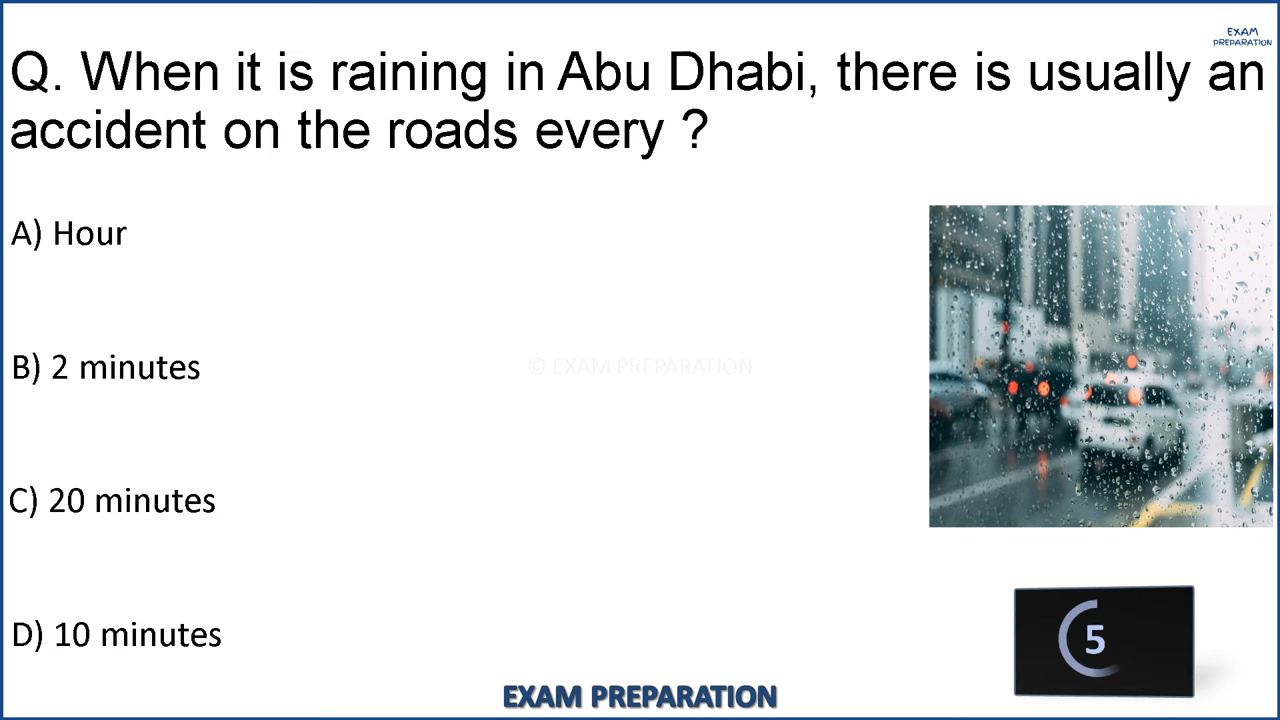 EXAM
PREPARATION
Q. When it is raining in Abu Dhabi, there is usually an
accident on the roads every ?
A) Hour
B) 2 minutes
© EXAM PREPARATION
C) 20 minutes
D) 10 minutes
5
EXAM PREPARATION